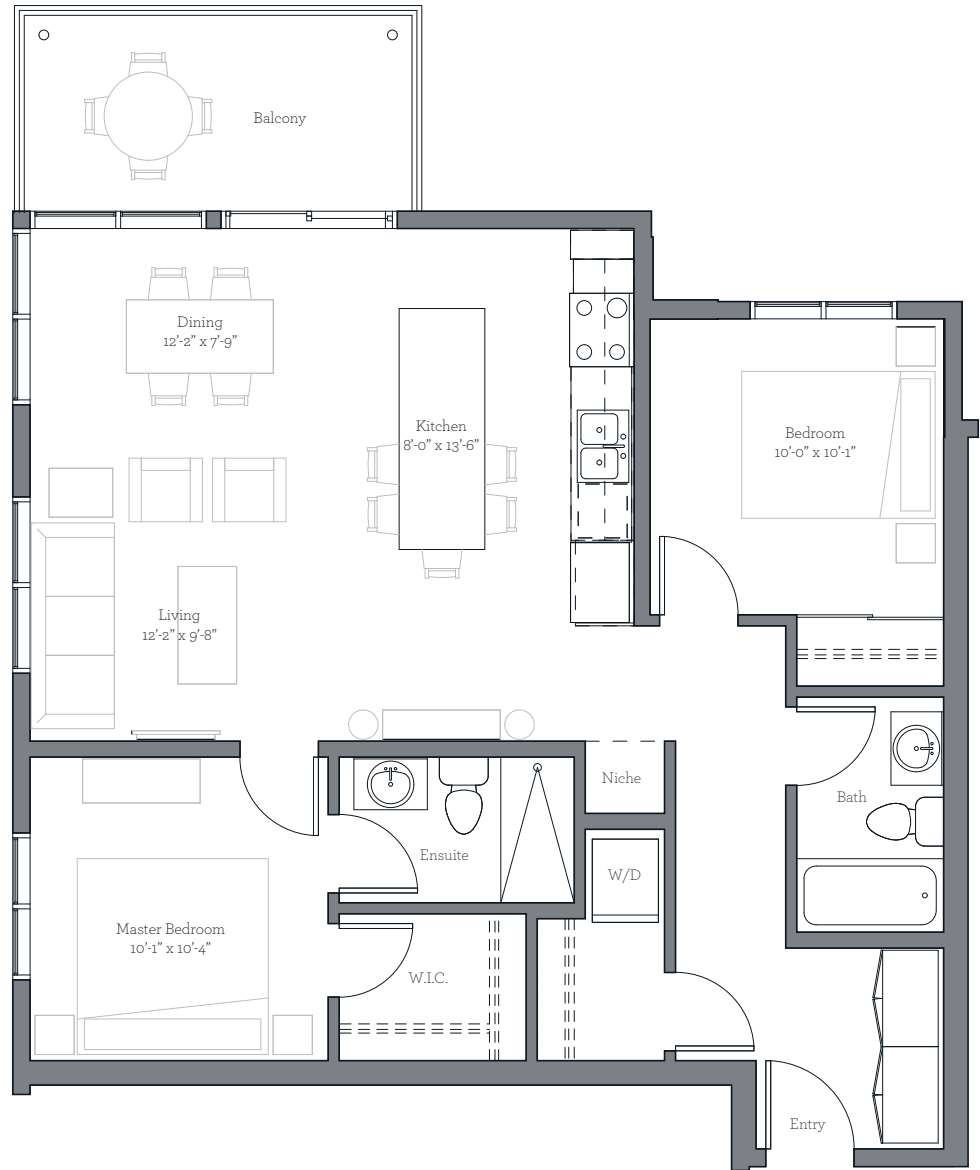 Balcony
Dining
12'-2" x 7'-9"
Kitchen
8'-0" x 13'-6"
Bedroom
10'-0" x 10'-1"
Living
12'-2" x 9'-8"
Niche
Bath
Ensuite
W/D
Master Bedroom
10'-1" x 10'-4"
W.I.C.
Entry